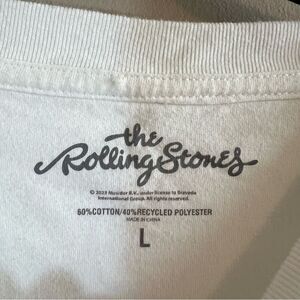 the
Rolling Stones
© 2023 Musidor B.V., under license to Bravado
International Group. All rights reserved.
60%COTTON/40%RECYCLED POLYESTER
MADE IN CHINA
L